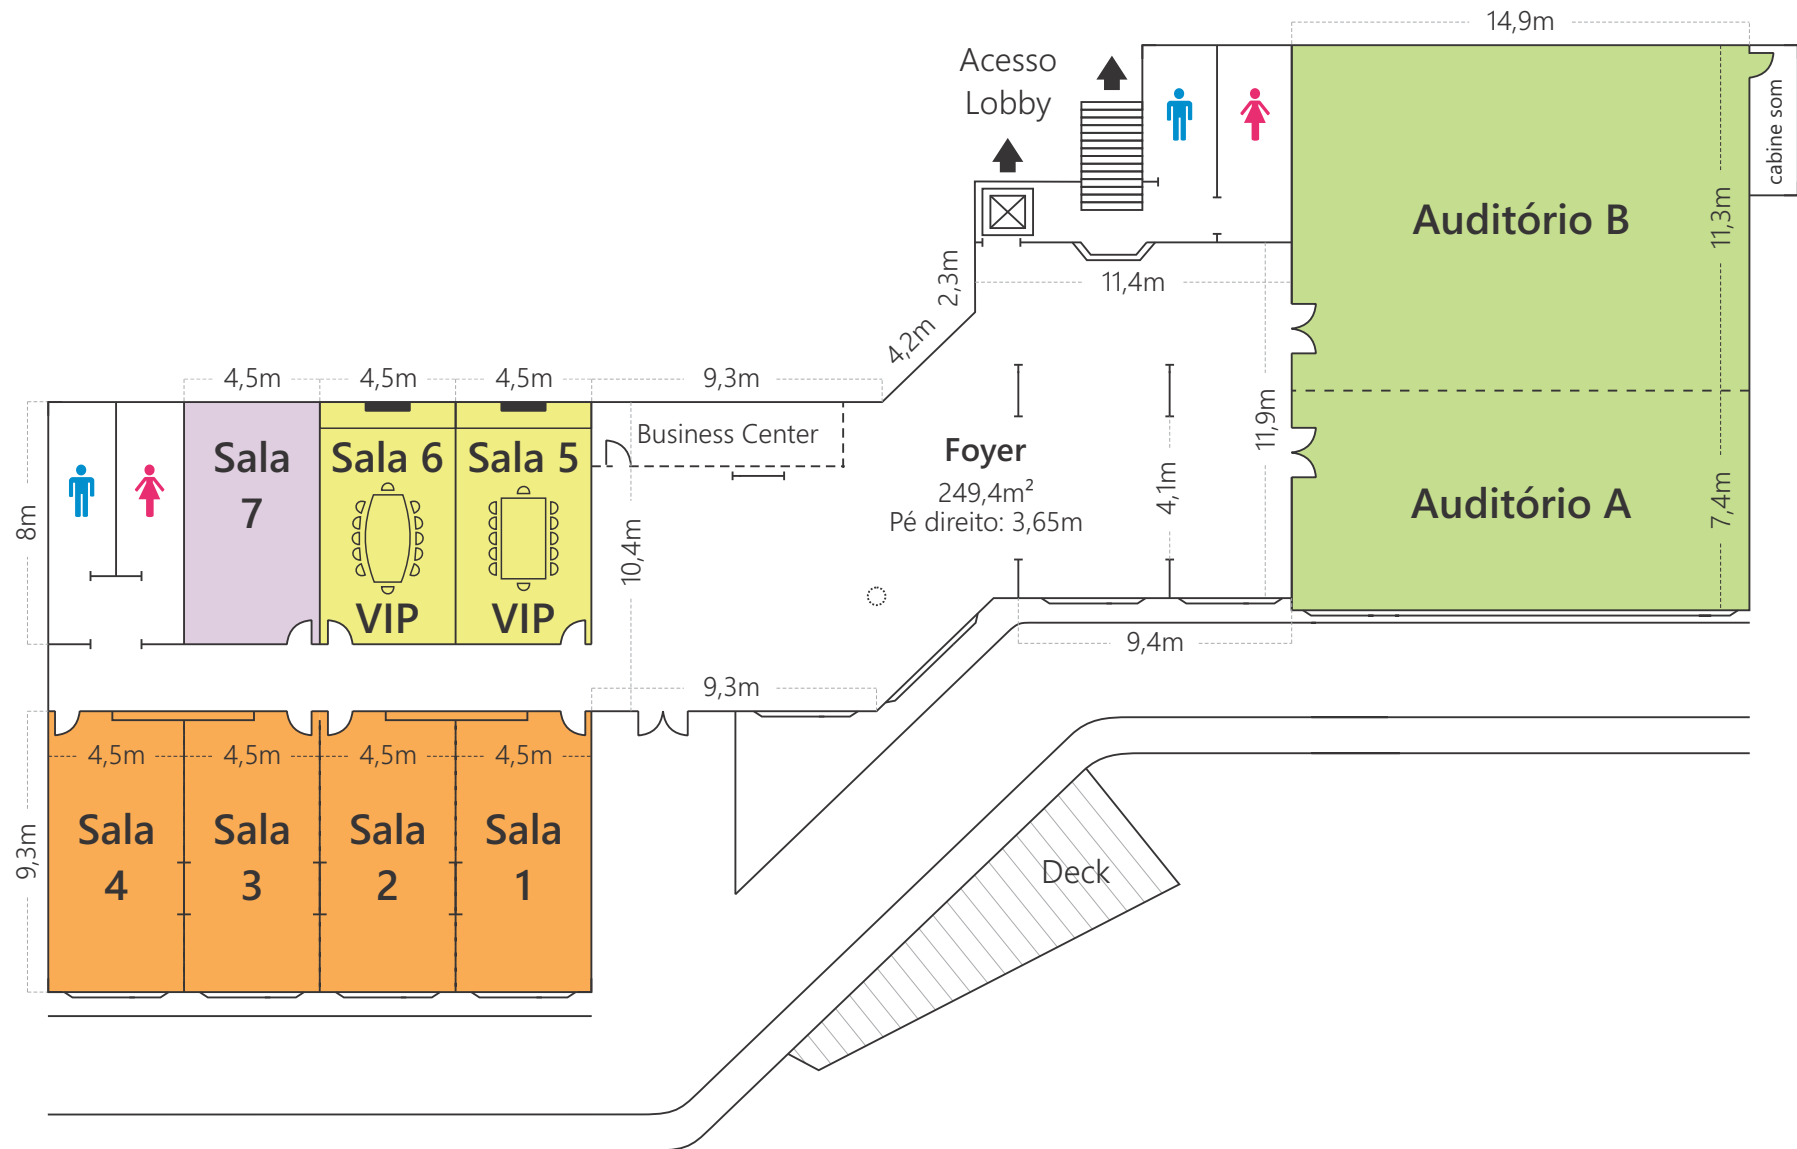 14,9m
Acesso
Lobby
cabine som
Auditório B
11,3m
2,3m
11,4m
4,2m
4,5m
4,5m
4,5m
9,3m
11,9m
Business Center
Foyer
249,4m²
Pé direito: 3,65m
Sala
7
Sala 6
VIP
Sala 5
VIP
8m
10,4m
4,1m
Auditório A
7,4m
9,4m
9,3m
4,5m
4,5m
4,5m
4,5m
9,3m
Sala
4
Sala
3
Sala
2
Sala
1
Deck